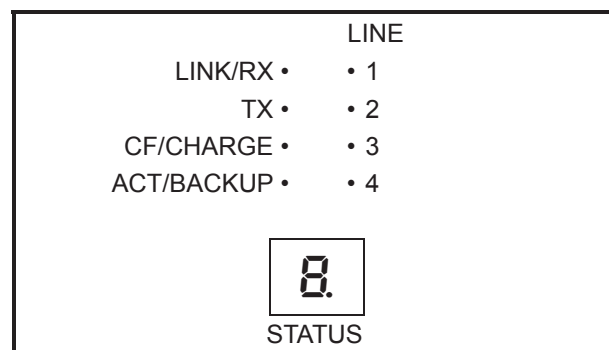 LINE
LINK/RX • • 1
TX • • 2
CF/CHARGE • • 3
ACT/BACKUP • • 4
8.
STATUS